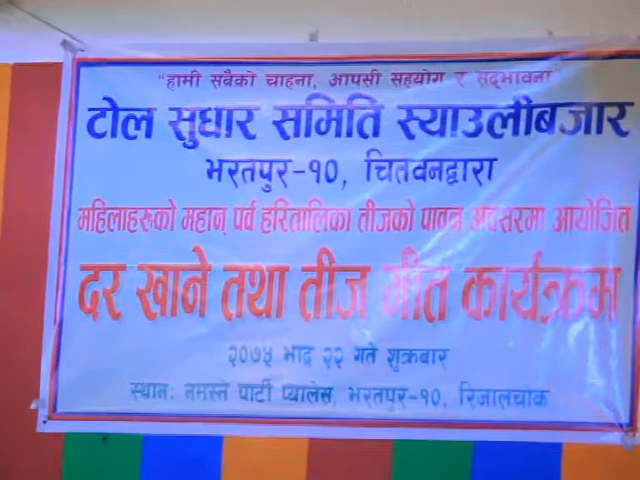 "हामी सबैको चाहना, आपसी सहयोग र सद्भावना"
टोल सुधार समिति स्याउलीबजार
भरतपुर-१०, चितवनद्वारा
महिलाहरुको महान् पर्व हरितालिका तीजको पावन अवसरमा आयोजित
दर खाने तथा तीज गीत कार्यक्रम
२०७५ भाद्र २२ गते शुक्रबार
स्थान: नमस्ते पार्टी प्यालेस, भरतपुर-१०, रिजालचोक